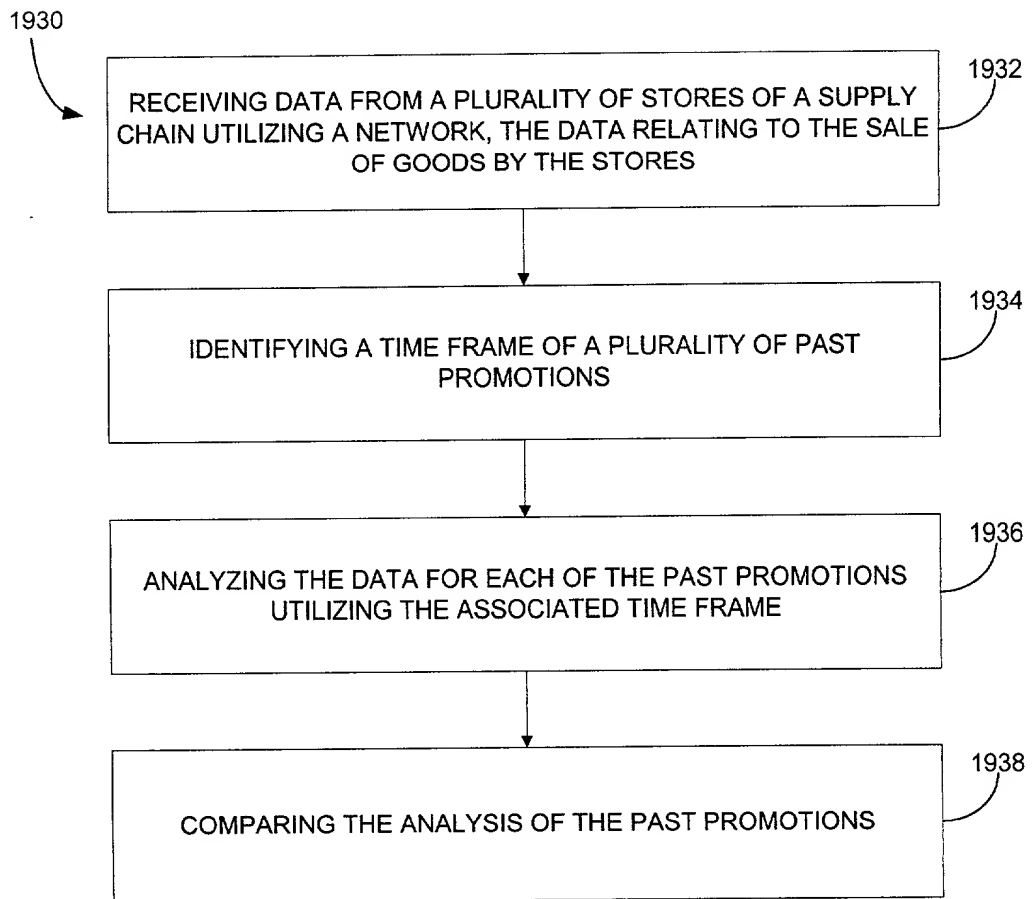 1930
1932
RECEIVING DATA FROM A PLURALITY OF STORES OF A SUPPLY
CHAIN UTILIZING A NETWORK, THE DATA RELATING TO THE SALE
OF GOODS BY THE STORES
1934
IDENTIFYING A TIME FRAME OF A PLURALITY OF PAST
PROMOTIONS
1936
ANALYZING THE DATA FOR EACH OF THE PAST PROMOTIONS
UTILIZING THE ASSOCIATED TIME FRAME
1938
COMPARING THE ANALYSIS OF THE PAST PROMOTIONS